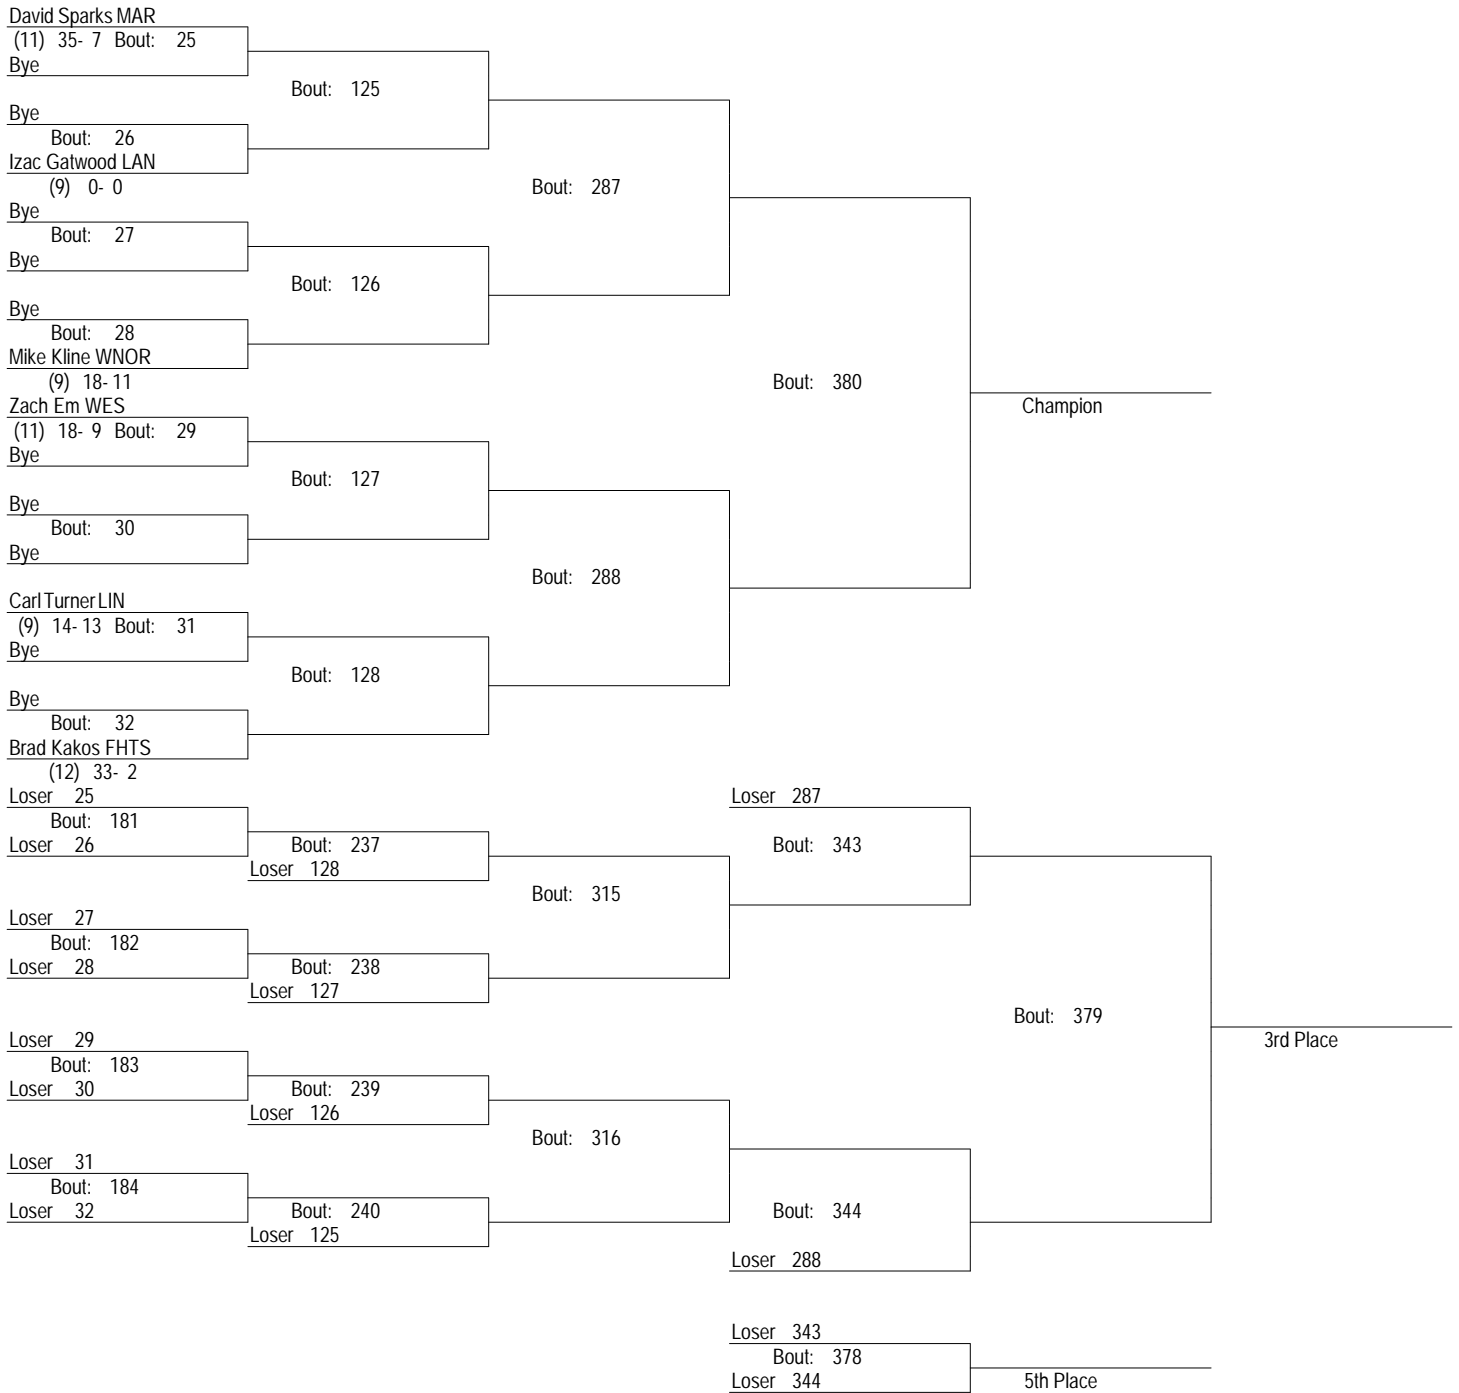 David Sparks MAR
(11) 35- 7 Bout: 25
Bye
Bout: 125
Bye
Bout: 26
Izac Gatwood LAN
(9) 0- 0
Bout: 287
Bye
Bout: 27
Bye
Bout: 126
Bye
Bout: 28
Mike Kline WNOR
(9) 18- 11
Bout: 380
Champion
Zach Em WES
(11) 18- 9 Bout: 29
Bye
Bout: 127
Bye
Bout: 30
Bye
Bout: 288
Carl Turner LIN
(9) 14- 13 Bout: 31
Bye
Bout: 128
Bye
Bout: 32
Brad Kakos FHTS
(12) 33- 2
Loser 25
Bout: 181
Loser 26
Bout: 237
Loser 128
Loser 287
Bout: 343
Bout: 315
Loser 27
Bout: 182
Loser 28
Bout: 238
Loser 127
Bout: 379
3rd Place
Loser 29
Bout: 183
Loser 30
Bout: 239
Loser 126
Bout: 316
Loser 31
Bout: 184
Loser 32
Bout: 240
Loser 125
Bout: 344
Loser 288
Loser 343
Bout: 378
Loser 344
5th Place